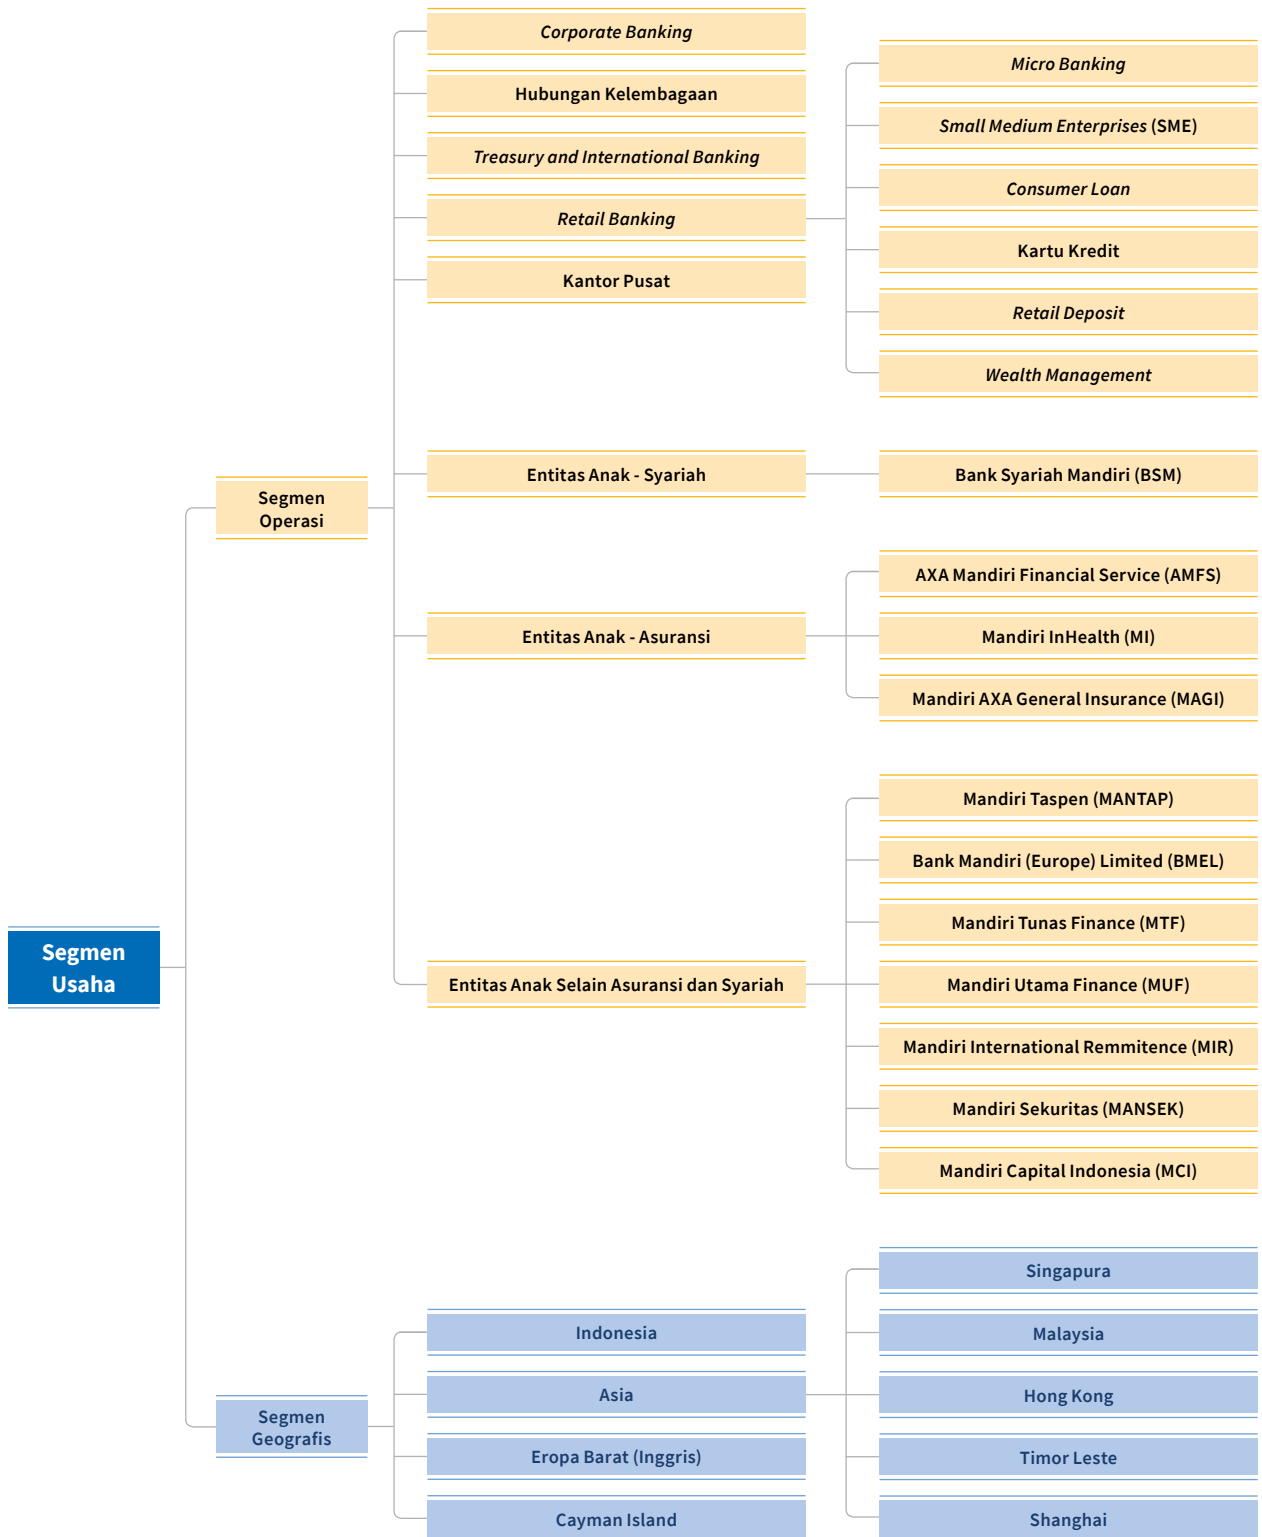 Segmen
Usaha
Segmen
Operasi
Corporate Banking
Hubungan Kelembagaan
Treasury and International Banking
Retail Banking
Micro Banking
Small Medium Enterprises (SME)
Consumer Loan
Kartu Kredit
Retail Deposit
Wealth Management
Kantor Pusat
Entitas Anak - Syariah
Bank Syariah Mandiri (BSM)
Entitas Anak - Asuransi
AXA Mandiri Financial Service (AMFS)
Mandiri InHealth (MI)
Mandiri AXA General Insurance (MAGI)
Entitas Anak Selain Asuransi dan Syariah
Mandiri Taspen (MANTAP)
Bank Mandiri (Europe) Limited (BMEL)
Mandiri Tunas Finance (MTF)
Mandiri Utama Finance (MUF)
Mandiri International Remmitence (MIR)
Mandiri Sekuritas (MANSEK)
Mandiri Capital Indonesia (MCI)
Segmen
Geografis
Indonesia
Asia
Singapura
Malaysia
Hong Kong
Timor Leste
Shanghai
Eropa Barat (Inggris)
Cayman Island